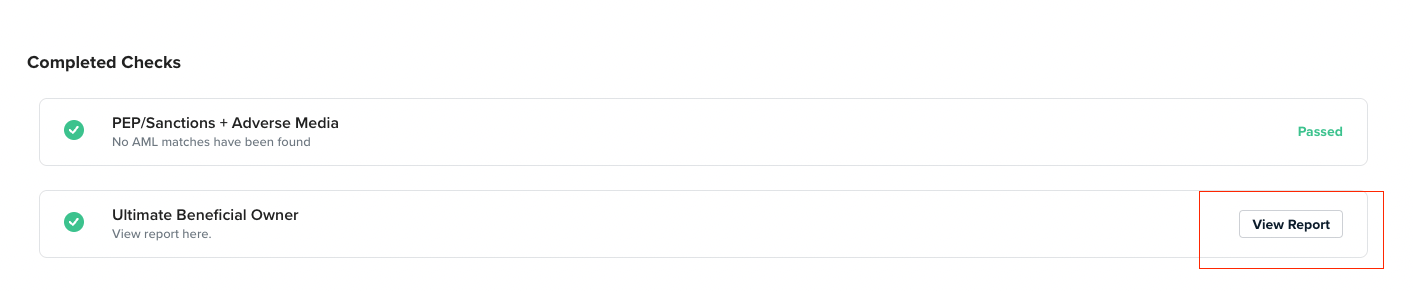 Completed Checks
PEP/Sanctions + Adverse Media
No AML matches have been found
Passed
Ultimate Beneficial Owner
View report here.
View Report